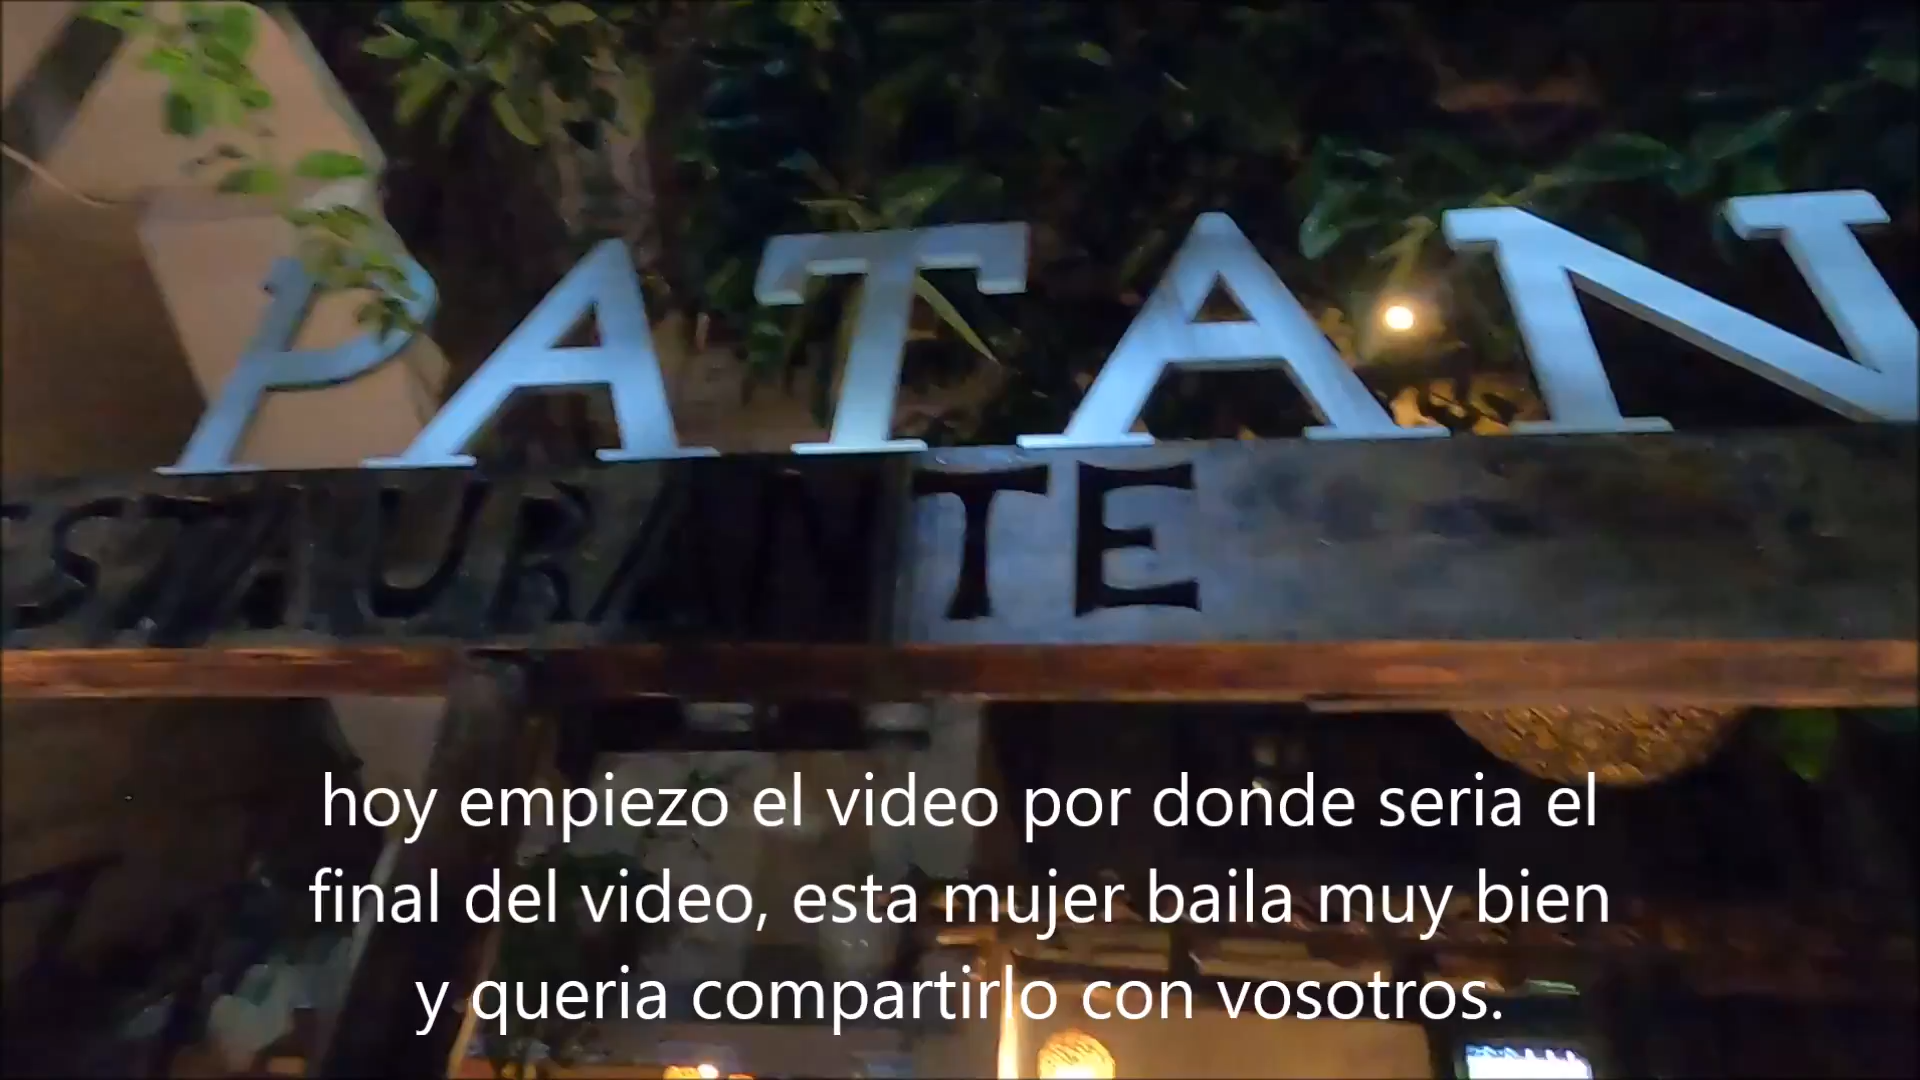 PATAN
ESTAURANTE
hoy empiezo el video por donde seria el
final del video, esta mujer baila muy bien
y queria compartirlo con vosotros.